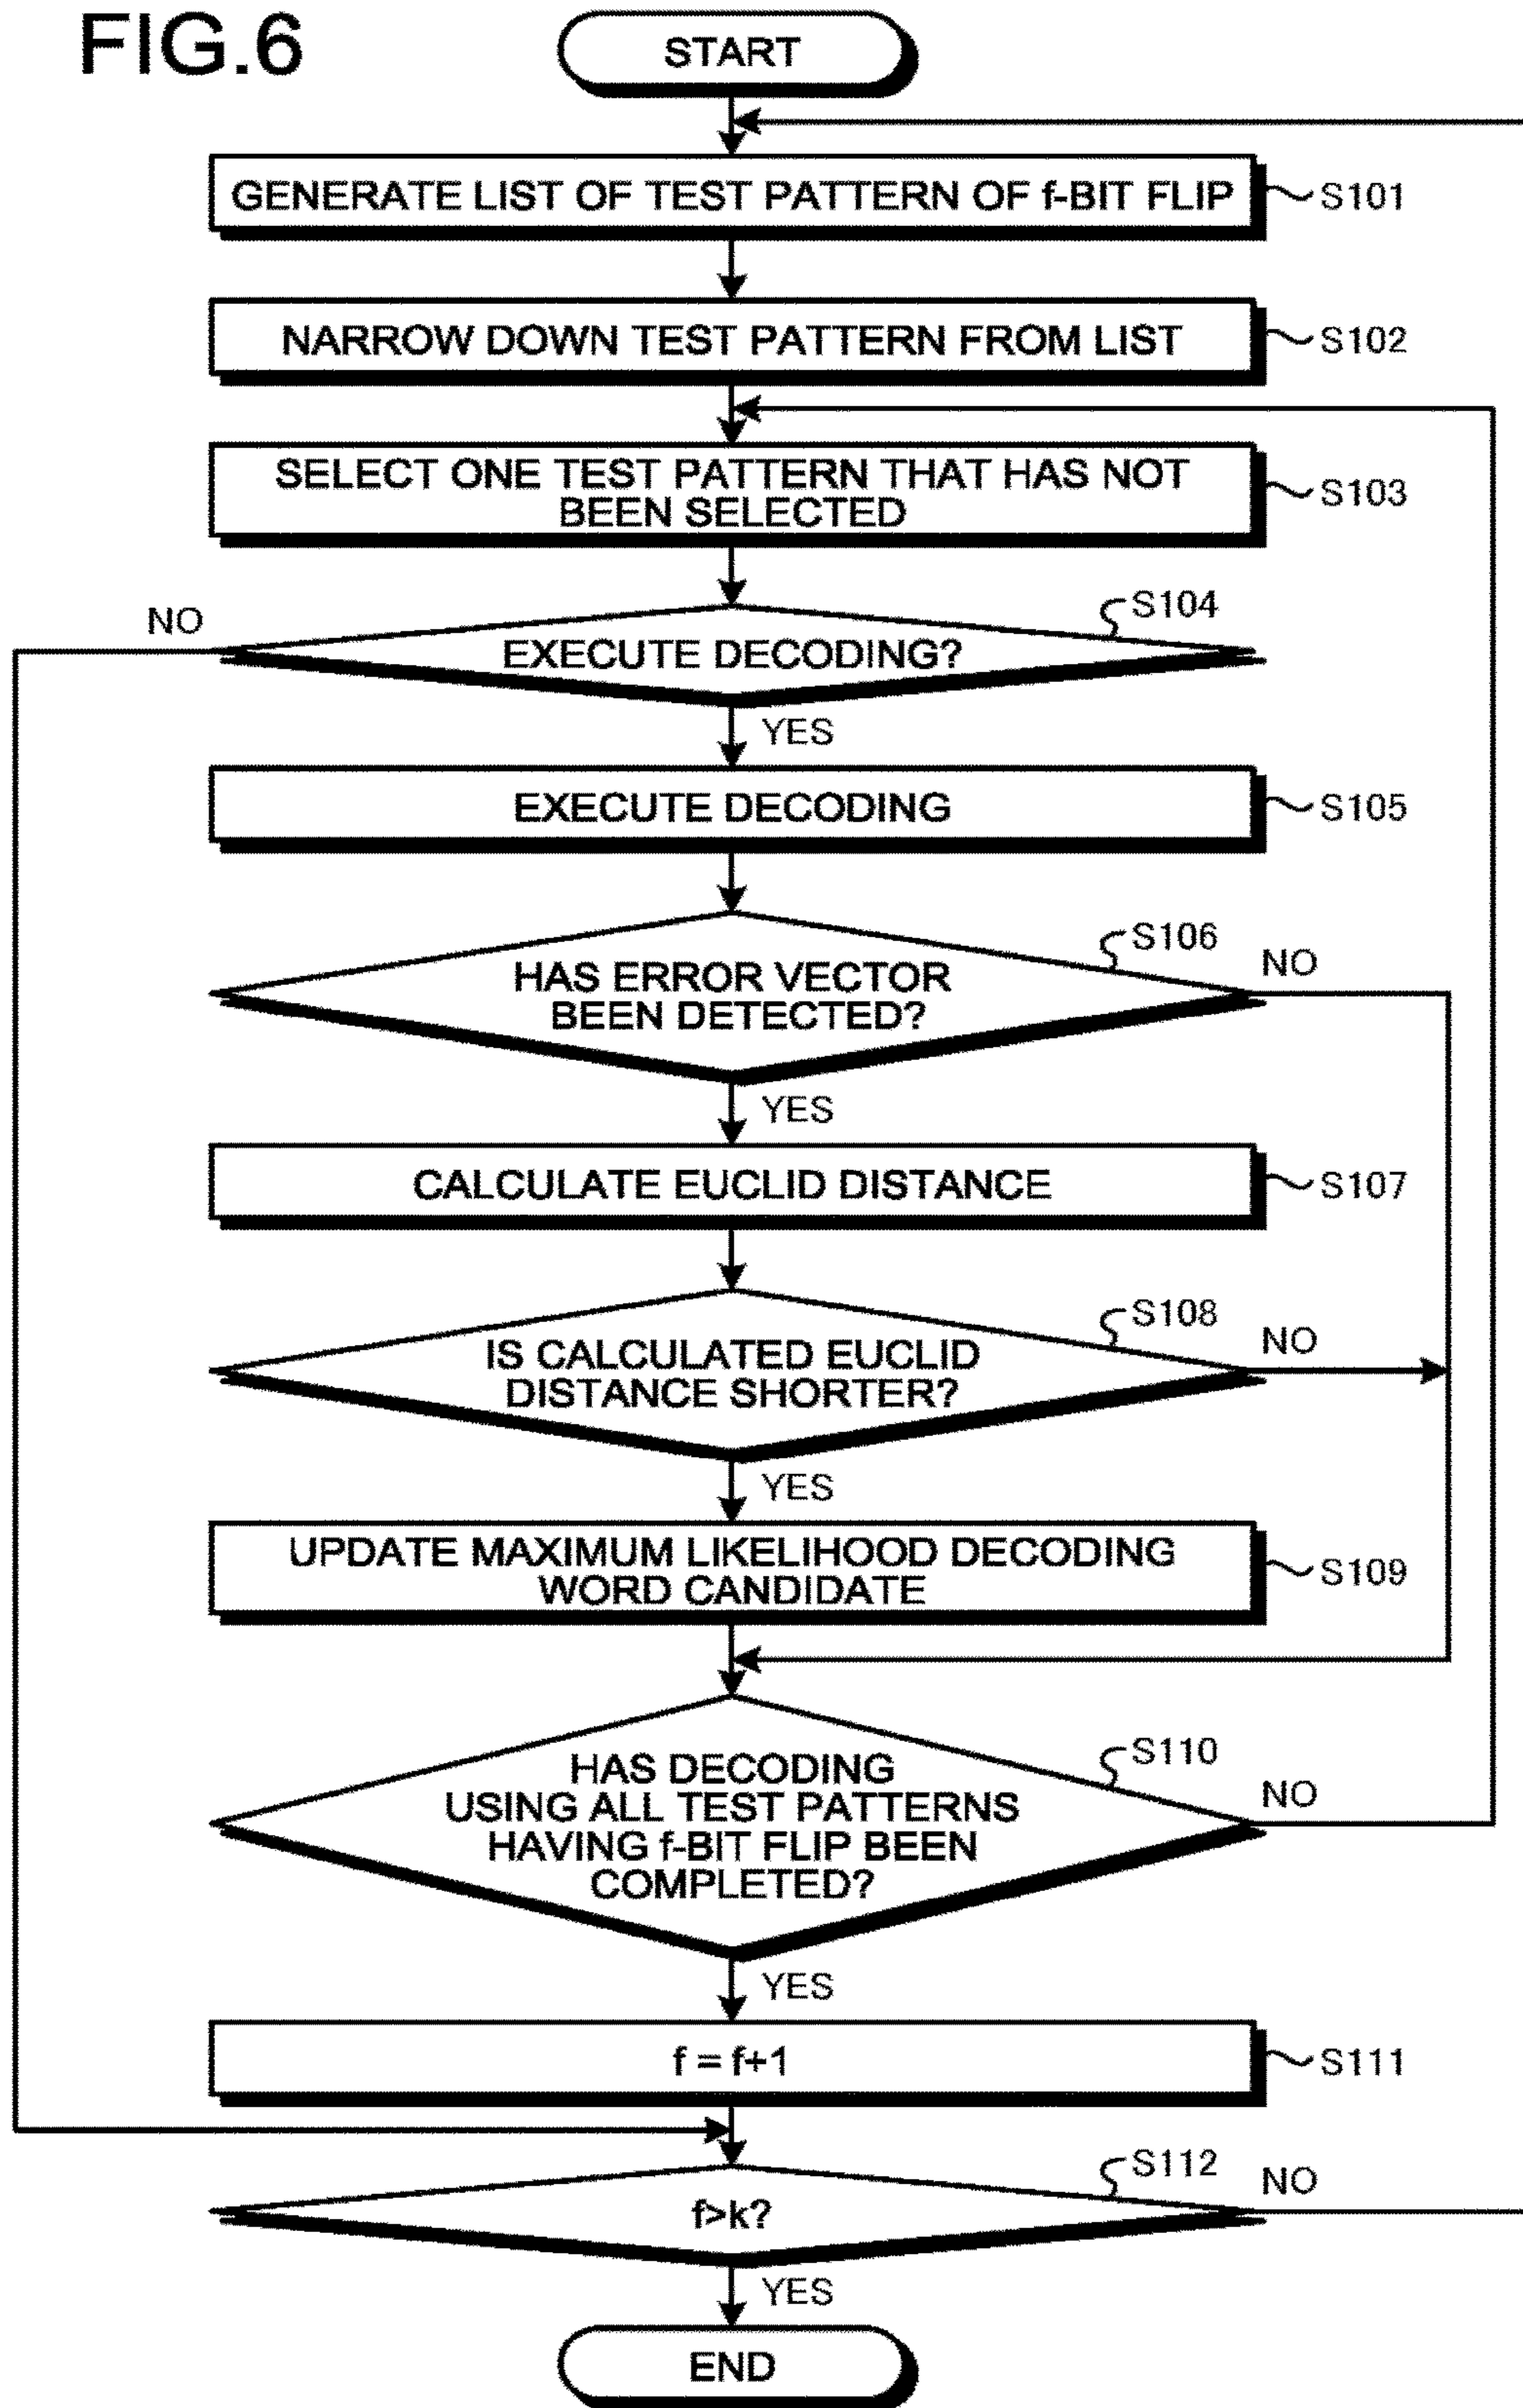 FIG.6
START
GENERATE LIST OF TEST PATTERN OF f-BIT FLIP
S101
NARROW DOWN TEST PATTERN FROM LIST
S102
SELECT ONE TEST PATTERN THAT HAS NOT
BEEN SELECTED
S103
NO
S104
EXECUTE DECODING?
YES
EXECUTE DECODING
S105
S106
NO
HAS ERROR VECTOR
BEEN DETECTED?
YES
CALCULATE EUCLID DISTANCE
S107
S108
NO
IS CALCULATED EUCLID
DISTANCE SHORTER?
YES
UPDATE MAXIMUM LIKELIHOOD DECODING
WORD CANDIDATE
S109
S110
NO
HAS DECODING
USING ALL TEST PATTERNS
HAVING f-BIT FLIP BEEN
COMPLETED?
YES
f = f+1
S111
S112
NO
f>k?
YES
END